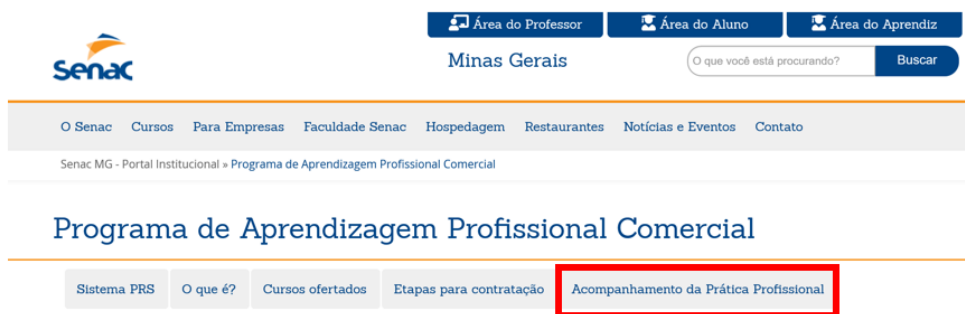 Área do Professor
Área do Aluno
Área do Aprendiz
Senac
Minas Gerais
O que você está procurando?
Buscar
O Senac Cursos Para Empresas Faculdade Senac Hospedagem Restaurantes Notícias e Eventos Contato
Senac MG - Portal Institucional » Programa de Aprendizagem Profissional Comercial
Programa de Aprendizagem Profissional Comercial
Sistema PRS O que é? Cursos ofertados Etapas para contratação Acompanhamento da Prática Profissional